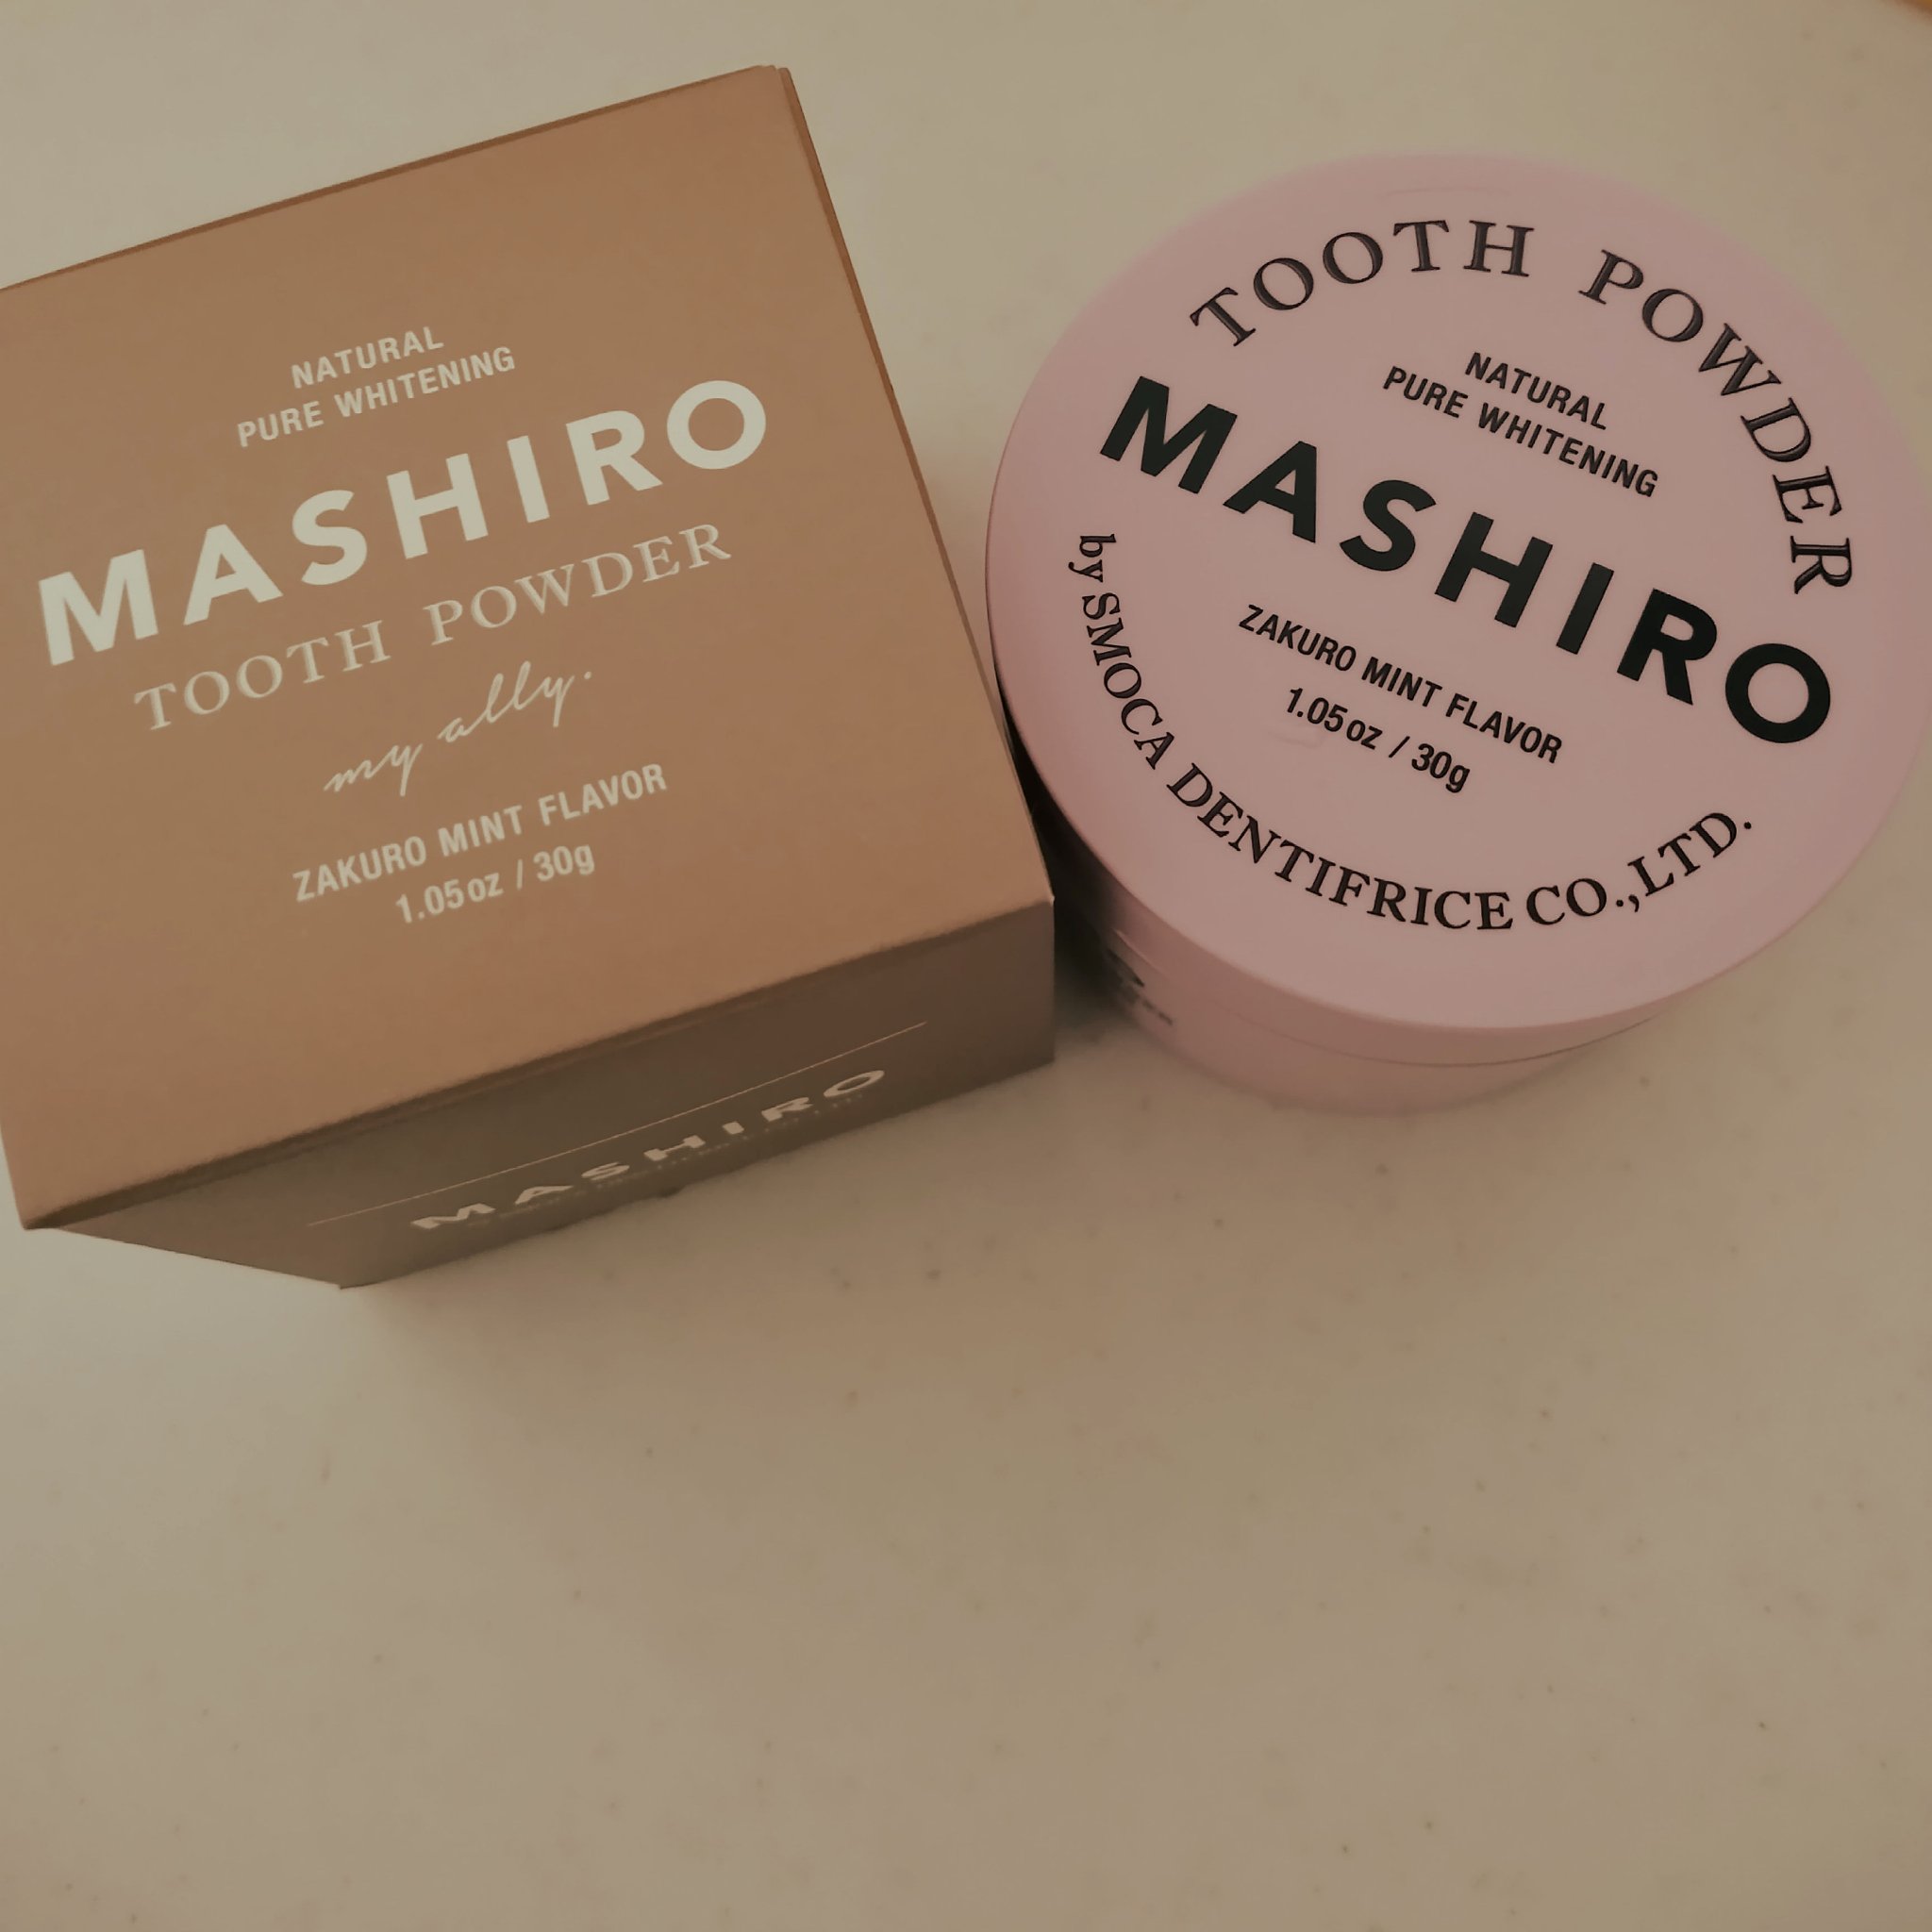 NATURAL
PURE WHITENING
MASHIRO
TOOTH POWDER
my ally.
ZAKURO MINT FLAVOR
1.05oz / 30g
MASHIRO
TOOTH POWDER
NATURAL
PURE WHITENING
MASHIRO
ZAKURO MINT FLAVOR
1.05oz / 30g
by SMOCA DENTIFRICE CO.,LTD.